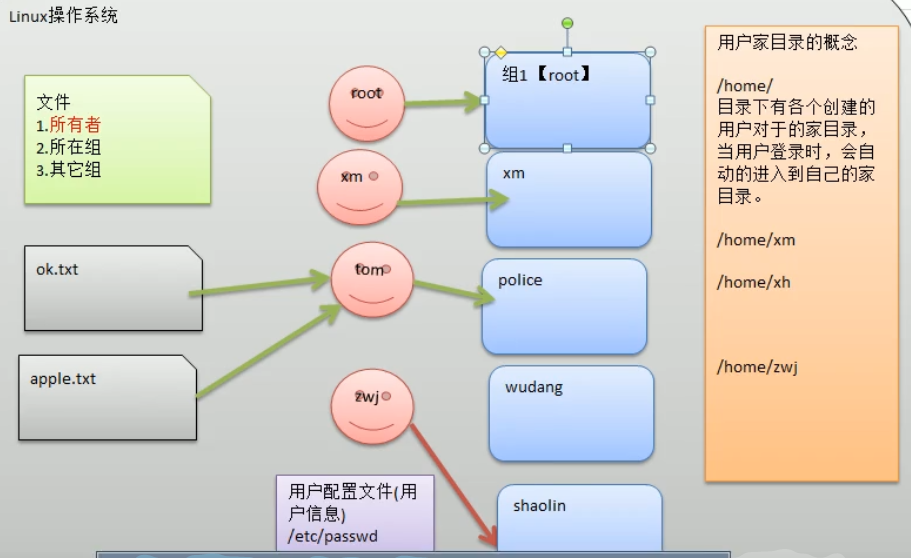 Linux操作系统
文件
1.所有者
2.所在组
3.其它组
ok.txt
apple.txt
root
xm
tom
zwj
组1【root】
xm
police
wudang
shaolin
用户配置文件(用
户信息)
/etc/passwd
用户家目录的概念
/home/
目录下有各个创建的
用户对于的家目录，
当用户登录时，会自
动的进入到自己的家
目录。
/home/xm
/home/xh
/home/zwj